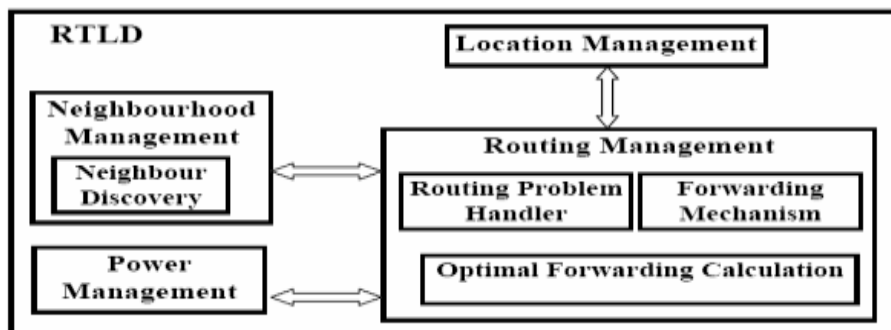 RTLD
Location Management
Neighbourhood
Management
Neighbour
Discovery
Routing Management
Routing Problem
Handler
Forwarding
Mechanism
Power
Management
Optimal Forwarding Calculation